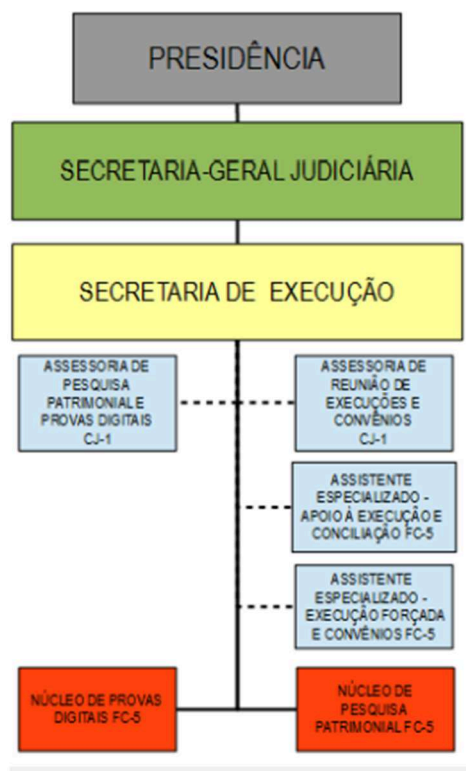 PRESIDÊNCIA
SECRETARIA-GERAL JUDICIÁRIA
SECRETARIA DE EXECUÇÃO
ASSESSORIA DE
PESQUISA
PATRIMONIAL E
PROVAS DIGITAIS
CJ-1
ASSESSORIA DE
REUNIÃO DE
EXECUÇÕES E
CONVÊNIOS
CJ-1
ASSISTENTE
ESPECIALIZADO -
APOIO À EXECUÇÃO E
CONCILIAÇÃO FC-5
ASSISTENTE
ESPECIALIZADO -
EXECUÇÃO FORÇADA
E CONVÊNIOS FC-5
NÚCLEO DE PROVAS
DIGITAIS FC-5
NÚCLEO DE
PESQUISA
PATRIMONIAL FC-5